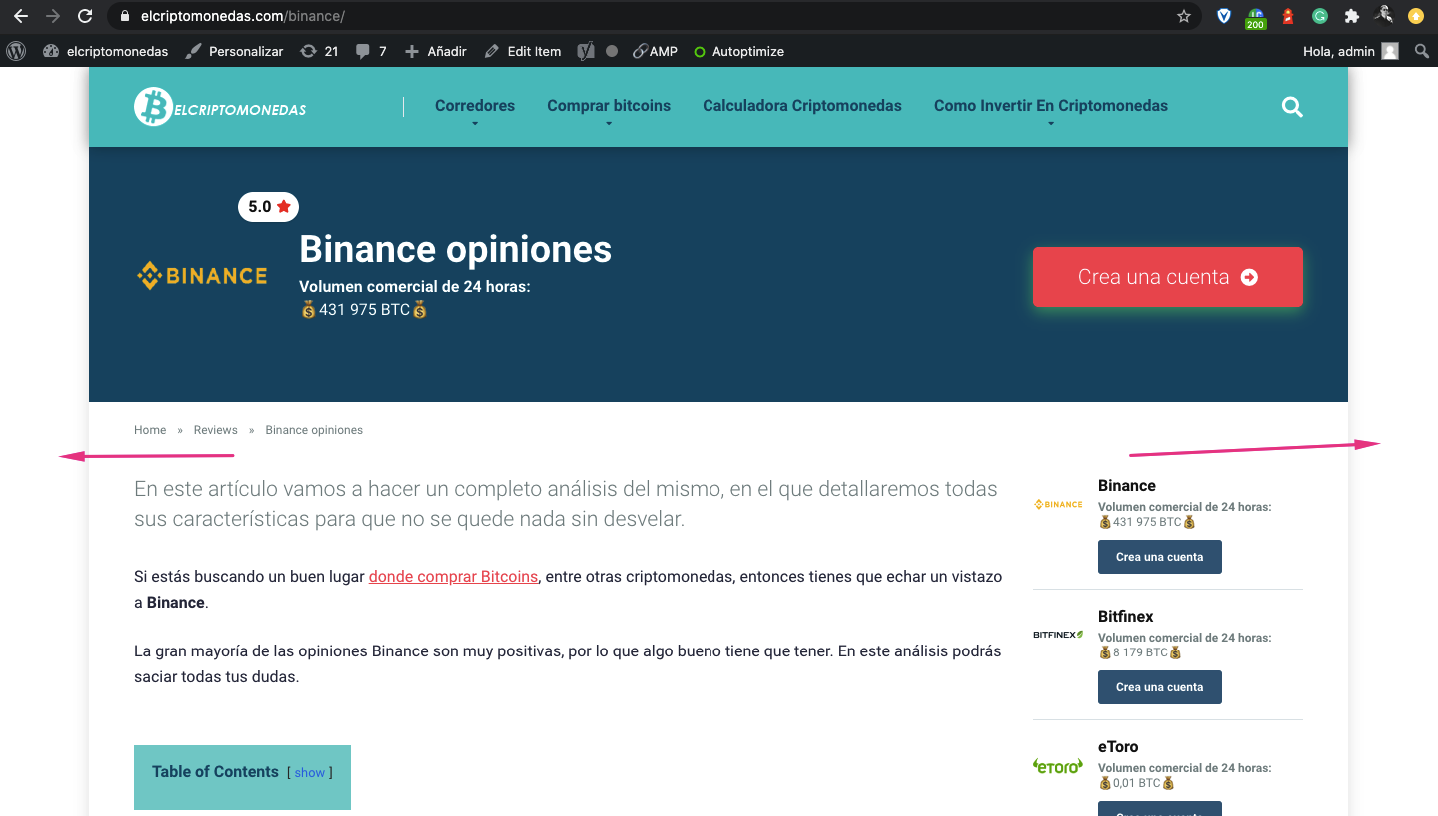 elcriptomonedas.com/binance/
200
elcriptomonedas Personalizar 21 7 Añadir Edit Item AMP Autoptimize Hola, admin
ELCRIPTOMONEDAS Corredores Comprar bitcoins Calculadora Criptomonedas Como Invertir En Criptomonedas
5.0
BINANCE
Binance opiniones
Volumen comercial de 24 horas:
💰431 975 BTC💰
Crea una cuenta
Home » Reviews » Binance opiniones
En este artículo vamos a hacer un completo análisis del mismo, en el que detallaremos todas
sus características para que no se quede nada sin desvelar.
Si estás buscando un buen lugar donde comprar Bitcoins, entre otras criptomonedas, entonces tienes que echar un vistazo
a Binance.
La gran mayoría de las opiniones Binance son muy positivas, por lo que algo bueno tiene que tener. En este análisis podrás
saciar todas tus dudas.
Table of Contents [ show ]
BINANCE
Binance
Volumen comercial de 24 horas:
💰431 975 BTC💰
Crea una cuenta
BITFINEX
Bitfinex
Volumen comercial de 24 horas:
💰8 179 BTC💰
Crea una cuenta
eToro
eToro
Volumen comercial de 24 horas:
💰0,01 BTC💰